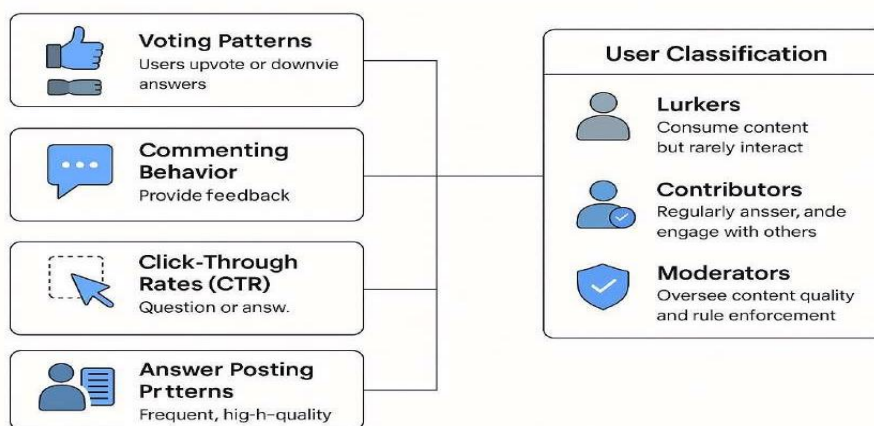 Voting Patterns
Users upvote or downvie
answers
Commenting
Behavior
Provide feedback
Click-Through
Rates (CTR)
Question or answ.
Answer Posting
Prtterns
Frequent, hig-h-quality
User Classification
Lurkers
Consume content
but rarely interact
Contributors
Regularly ansser, ande
engage with others
Moderators
Oversee content quality
and rule enforcement